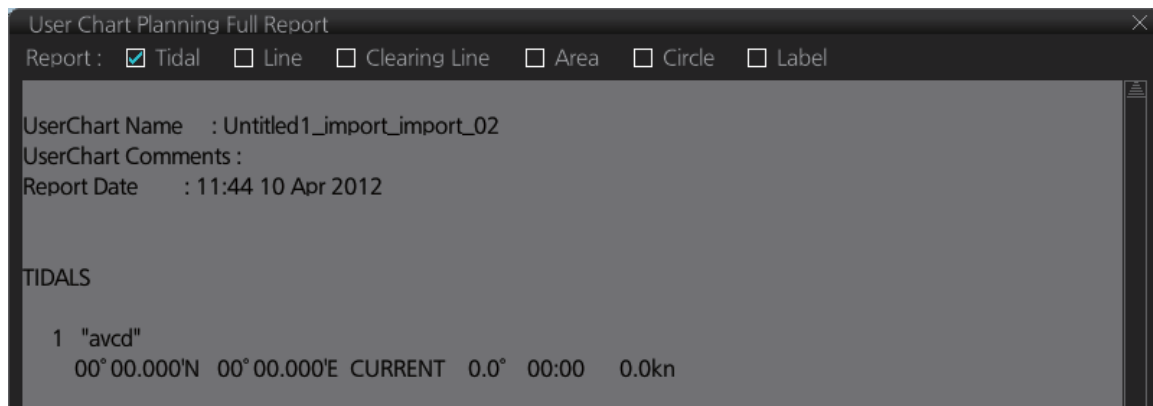 User Chart Planning Full Report
Report : Tidal Line Clearing Line Area Circle Label
UserChart Name : Untitled1_import_import_02
UserChart Comments :
Report Date : 11:44 10 Apr 2012
TIDALS
1 "avcd"
00° 00.000'N 00° 00.000'E CURRENT 0.0° 00:00 0.0kn